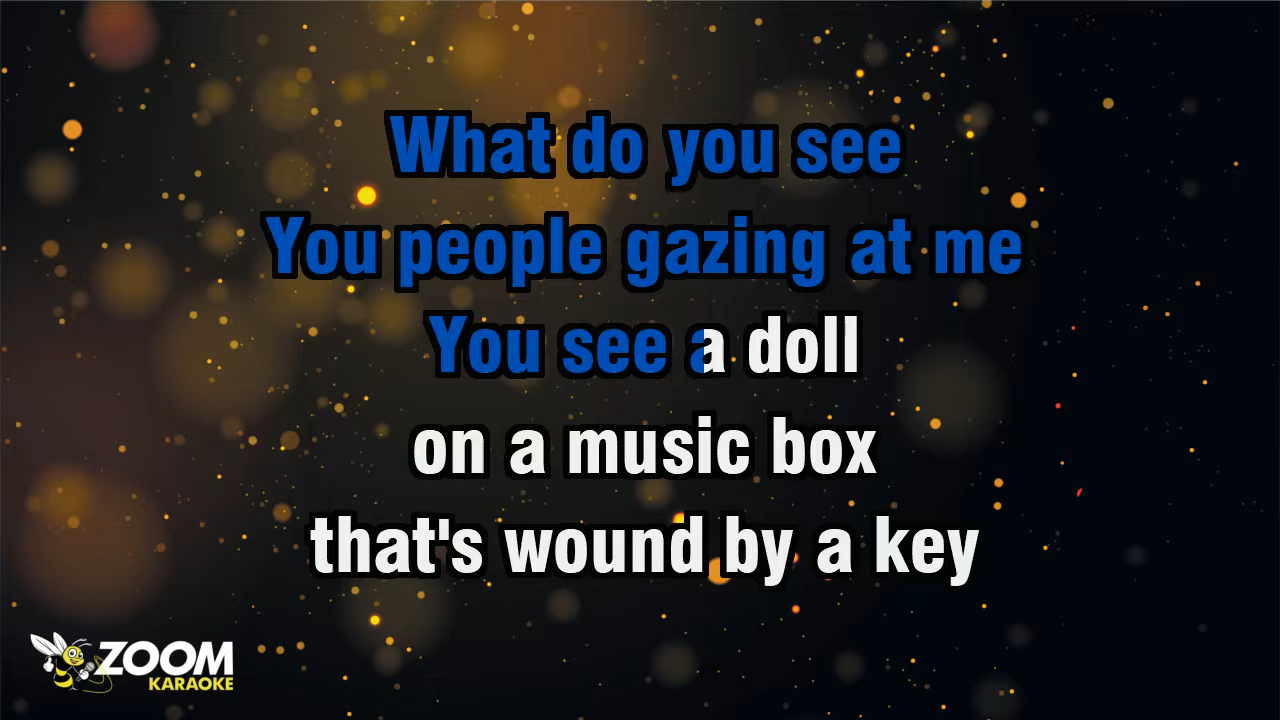 What do you see
You people gazing at me
You see a doll
on a music box
that's wound by a key
ZOOM
KARAOKE